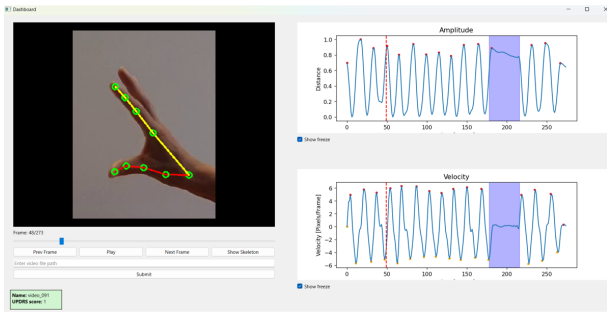 Dashboard
Frame: 45/273
Prev Frame
Play
Next Frame
Show Skeleton
Enter video file path
Submit
Name: video_091
UPDRS score: 1
Amplitude
Distance
1.0
0.8
0.6
0.4
0.2
0.0
0
50
100
150
200
250
Show freeze
Velocity
Velocity [Pixels/frame]
6
4
2
0
−2
−4
−6
0
50
100
150
200
250
Show freeze